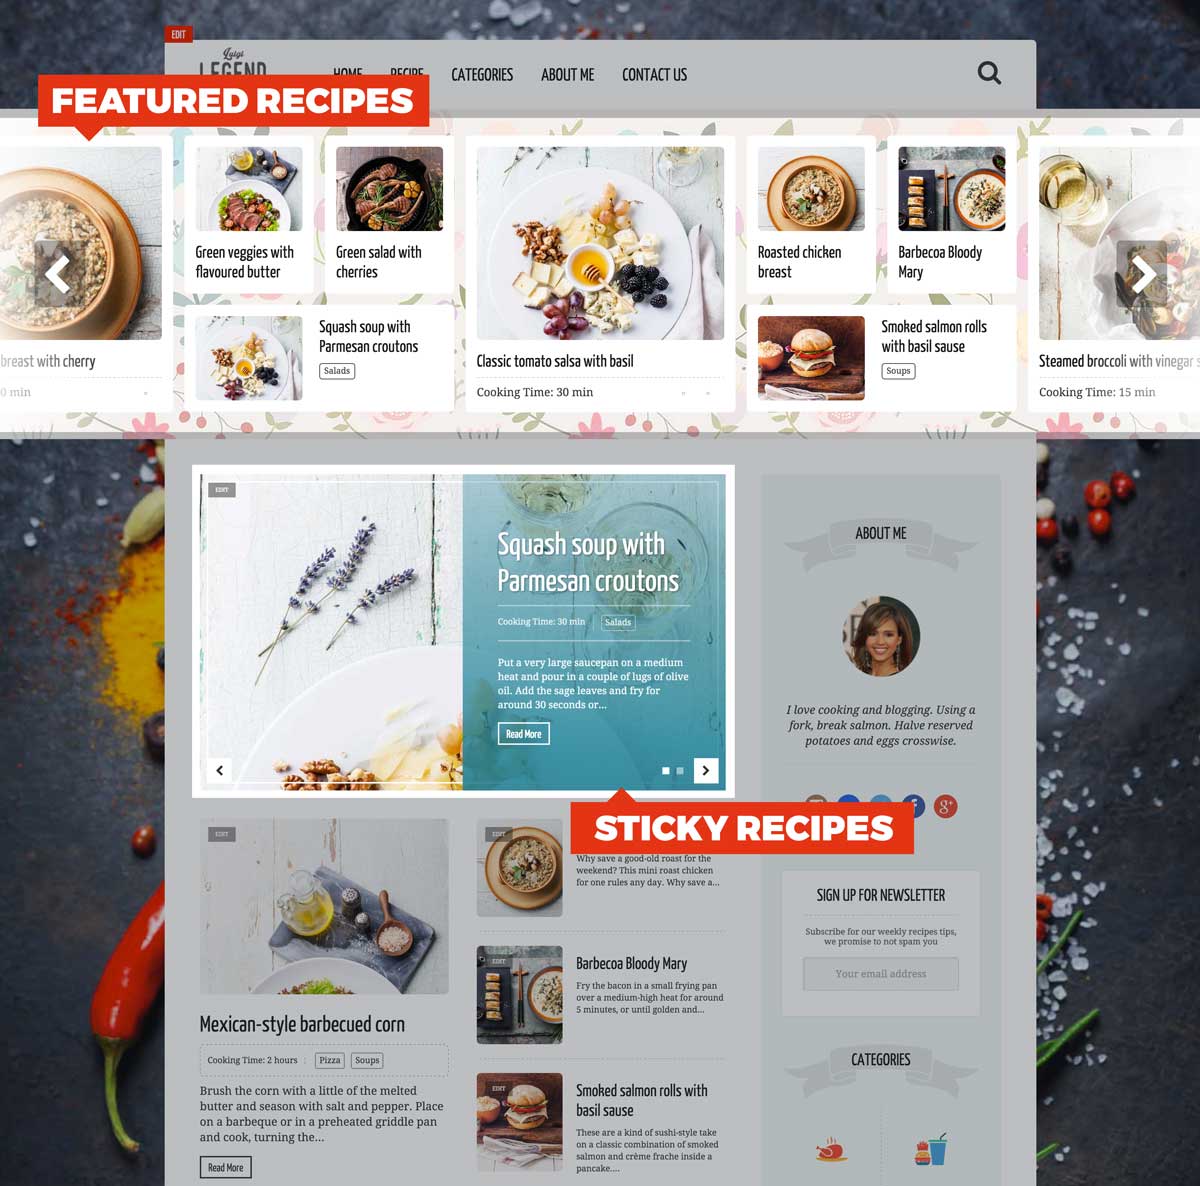 EDIT
Luigi
LEGEND
HOME
RECIPE
CATEGORIES
ABOUT ME
CONTACT US
FEATURED RECIPES
breast with cherry
0 min
Green veggies with
flavoured butter
Green salad with
cherries
Squash soup with
Parmesan croutons
Salads
Classic tomato salsa with basil
Cooking Time: 30 min
Roasted chicken
breast
Barbecoa Bloody
Mary
Smoked salmon rolls
with basil sause
Soups
Steamed broccoli with vinegar s
Cooking Time: 15 min
EDIT
Squash soup with
Parmesan croutons
Cooking Time: 30 min
Salads
Put a very large saucepan on a medium
heat and pour in a couple of lugs of olive
oil. Add the sage leaves and fry for
around 30 seconds or...
Read More
STICKY RECIPES
EDIT
Mexican-style barbecued corn
Cooking Time: 2 hours : Pizza Soups
Brush the corn with a little of the melted
butter and season with salt and pepper. Place
on a barbeque or in a preheated griddle pan
and cook, turning the...
Read More
EDIT
Why save a good-old roast for the
weekend? This mini roast chicken
for one rules any day. Why save a...
EDIT
Barbecoa Bloody Mary
Fry the bacon in a small frying pan
over a medium-high heat for around
5 minutes, or until golden and...
EDIT
Smoked salmon rolls with
basil sause
These are a kind of sushi-style take
on a classic combination of smoked
salmon and crème frache inside a
pancake....
ABOUT ME
I love cooking and blogging. Using a
fork, break salmon. Halve reserved
potatoes and eggs crosswise.
f
g+
SIGN UP FOR NEWSLETTER
Subscribe for our weekly recipes tips,
we promise to not spam you
Your email address
CATEGORIES